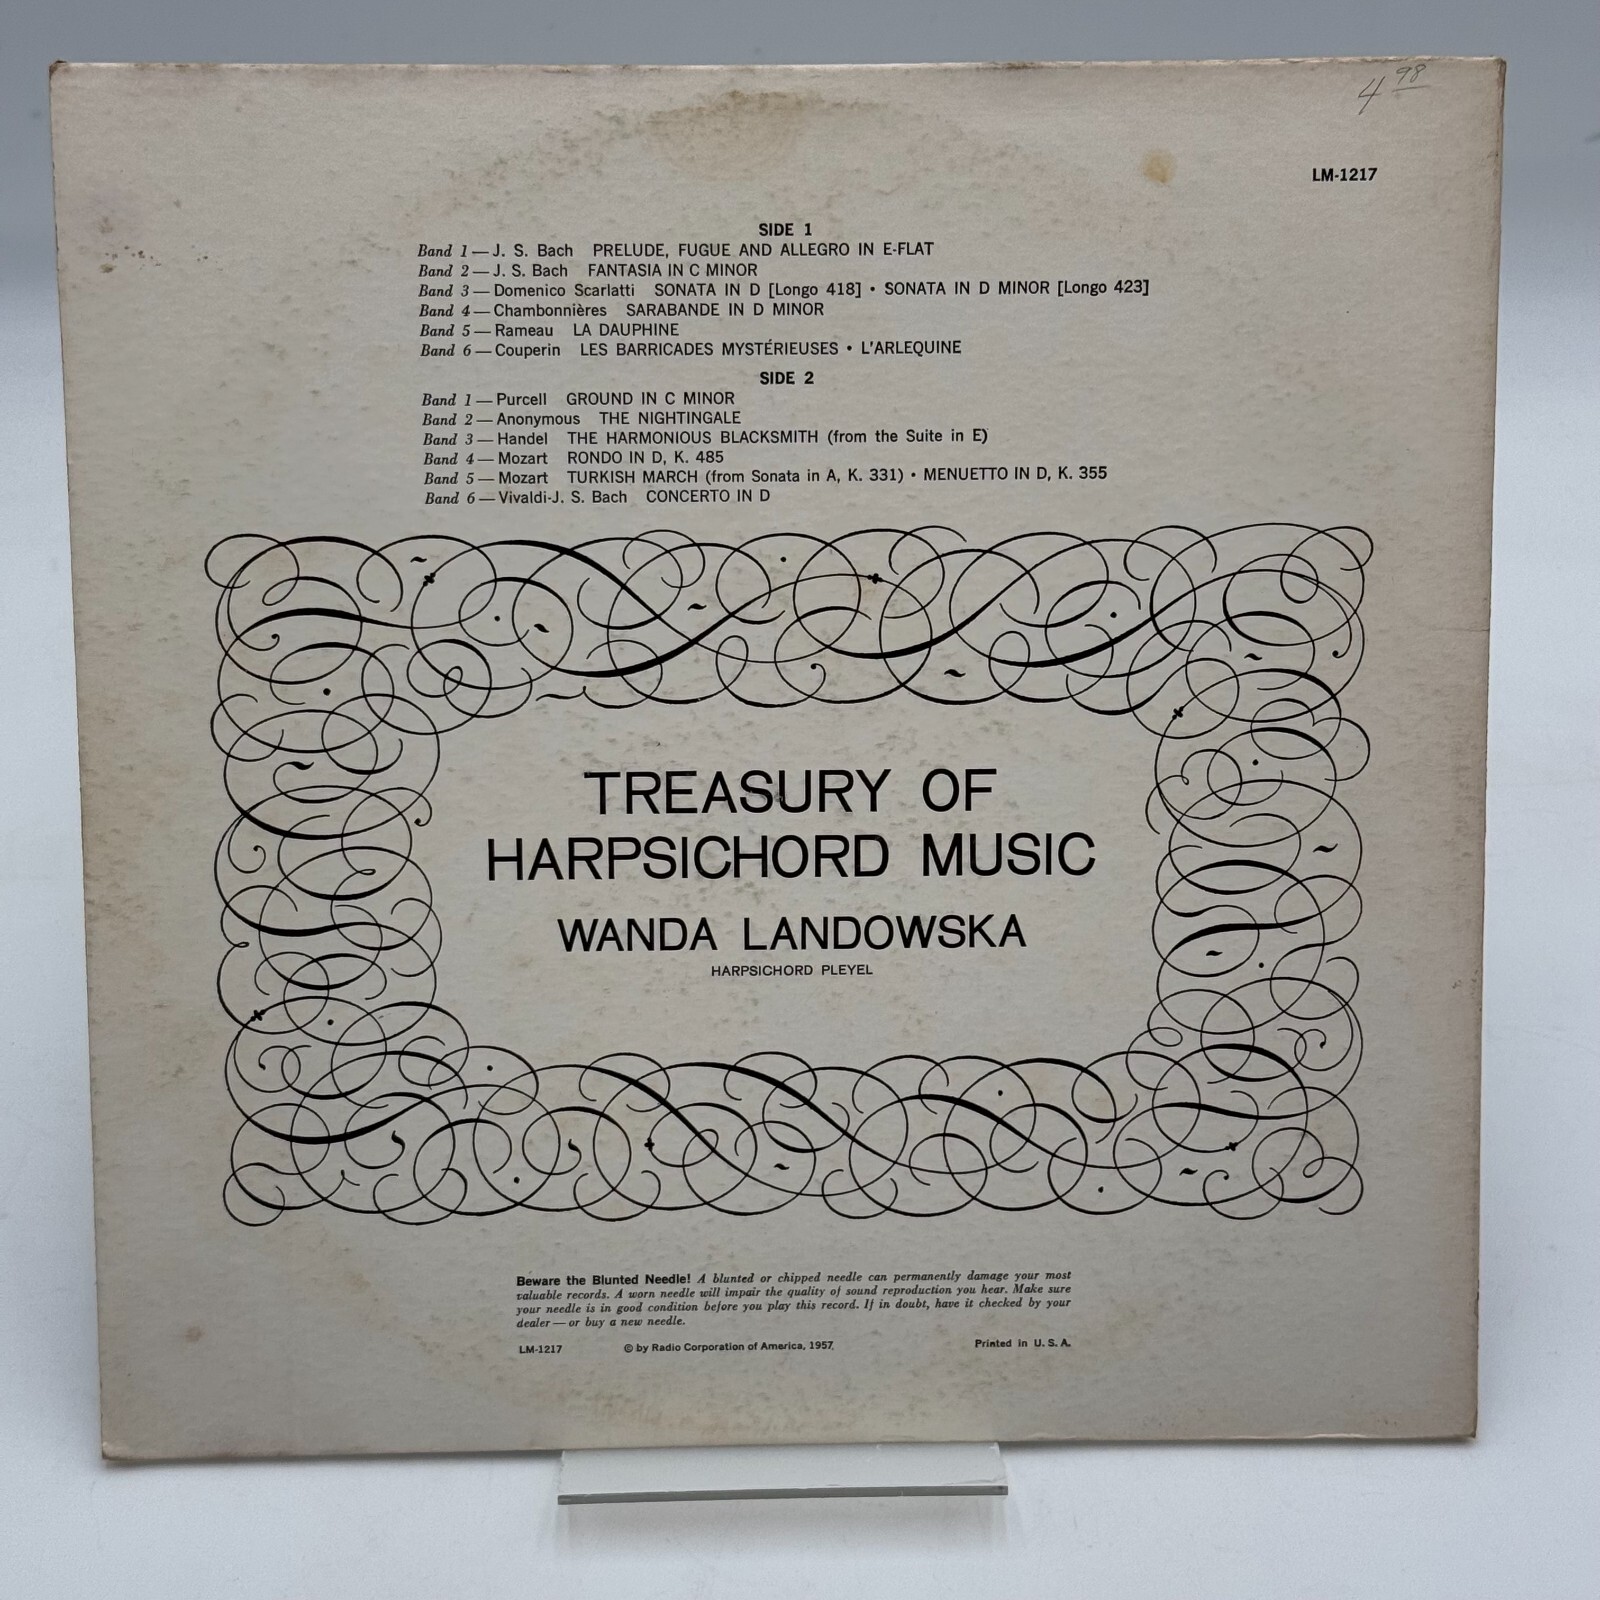 4 98
LM-1217
SIDE 1
Band 1—J. S. Bach PRELUDE, FUGUE AND ALLEGRO IN E-FLAT
Band 2—J. S. Bach FANTASIA IN C MINOR
Band 3—Domenico Scarlatti SONATA IN D [Longo 418] • SONATA IN D MINOR [Longo 423]
Band 4—Chambonnières SARABANDE IN D MINOR
Band 5—Rameau LA DAUPHINE
Band 6—Couperin LES BARRICADES MYSTÉRIEUSES • L'ARLEQUINE
SIDE 2
Band 1—Purcell GROUND IN C MINOR
Band 2—Anonymous THE NIGHTINGALE
Band 3—Handel THE HARMONIOUS BLACKSMITH (from the Suite in E)
Band 4—Mozart RONDO IN D, K. 485
Band 5—Mozart TURKISH MARCH (from Sonata in A, K. 331) • MENUETTO IN D, K. 355
Band 6—Vivaldi-J. S. Bach CONCERTO IN D
TREASURY OF
HARPSICHORD MUSIC
WANDA LANDOWSKA
HARPSICHORD PLEYEL
Beware the Blunted Needle! A blunted or chipped needle can permanently damage your most
valuable records. A worn needle will impair the quality of sound reproduction you hear. Make sure
your needle is in good condition before you play this record. If in doubt, have it checked by your
dealer—or buy a new needle.
LM-1217 © by Radio Corporation of America, 1957. Printed in U. S. A.